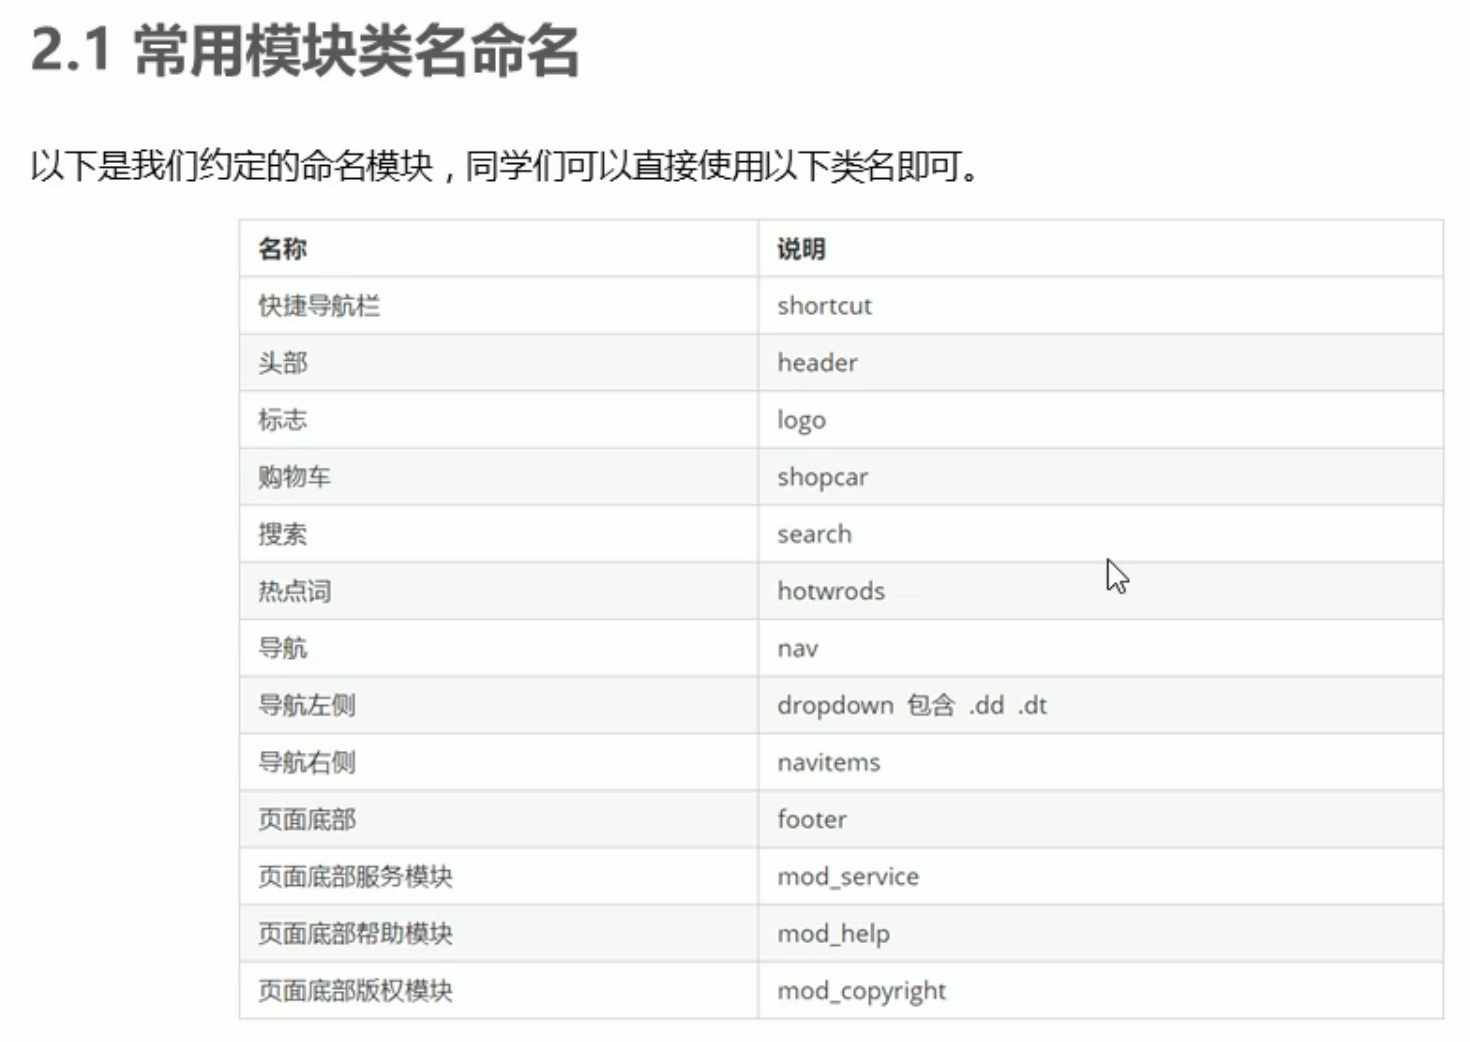 2.1 常用模块类名命名
以下是我们约定的命名模块，同学们可以直接使用以下类名即可。
名称 说明
快捷导航栏 shortcut
头部 header
标志 logo
购物车 shopcar
搜索 search
热点词 hotwrods
导航 nav
导航左侧 dropdown 包含 .dd .dt
导航右侧 navitems
页面底部 footer
页面底部服务模块 mod_service
页面底部帮助模块 mod_help
页面底部版权模块 mod_copyright